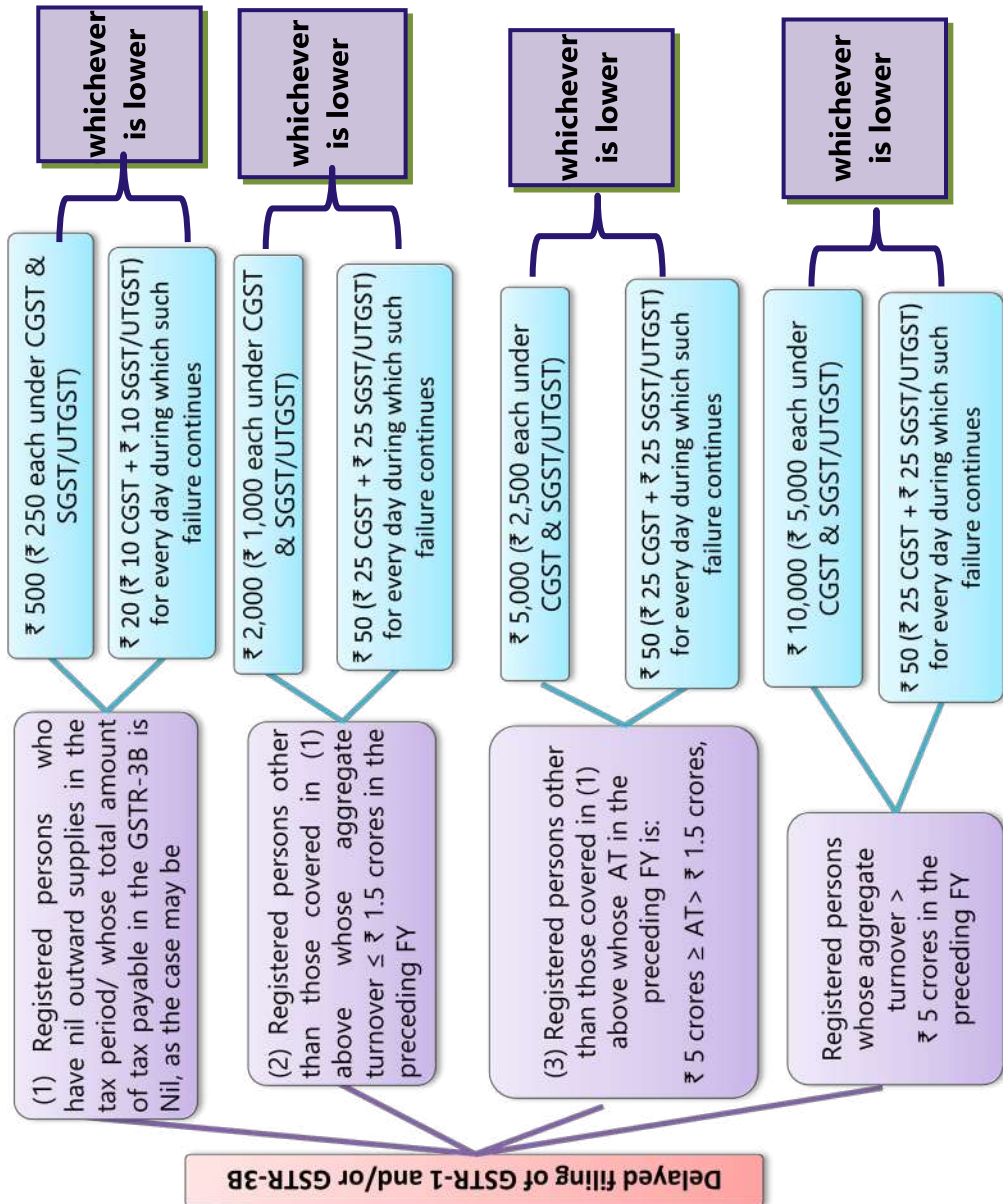 Delayed filing of GSTR-1 and/or GSTR-3B
(1) Registered persons who
have nil outward supplies in the
tax period/ whose total amount
of tax payable in the GSTR-3B is
Nil, as the case may be
₹ 500 (₹ 250 each under CGST &
SGST/UTGST)
₹ 20 (₹ 10 CGST + ₹ 10 SGST/UTGST)
for every day during which such
failure continues
whichever
is lower
(2) Registered persons other
than those covered in (1)
above whose aggregate
turnover ≤ ₹ 1.5 crores in the
preceding FY
₹ 2,000 (₹ 1,000 each under CGST
& SGST/UTGST)
₹ 50 (₹ 25 CGST + ₹ 25 SGST/UTGST)
for every day during which such
failure continues
whichever
is lower
(3) Registered persons other
than those covered in (1)
above whose AT in the
preceding FY is:
₹ 5 crores ≥ AT> ₹ 1.5 crores,
₹ 5,000 (₹ 2,500 each under
CGST & SGST/UTGST)
₹ 50 (₹ 25 CGST + ₹ 25 SGST/UTGST)
for every day during which such
failure continues
whichever
is lower
Registered persons
whose aggregate
turnover >
₹ 5 crores in the
preceding FY
₹ 10,000 (₹ 5,000 each under
CGST & SGST/UTGST)
₹ 50 (₹ 25 CGST + ₹ 25 SGST/UTGST)
for every day during which such
failure continues
whichever
is lower